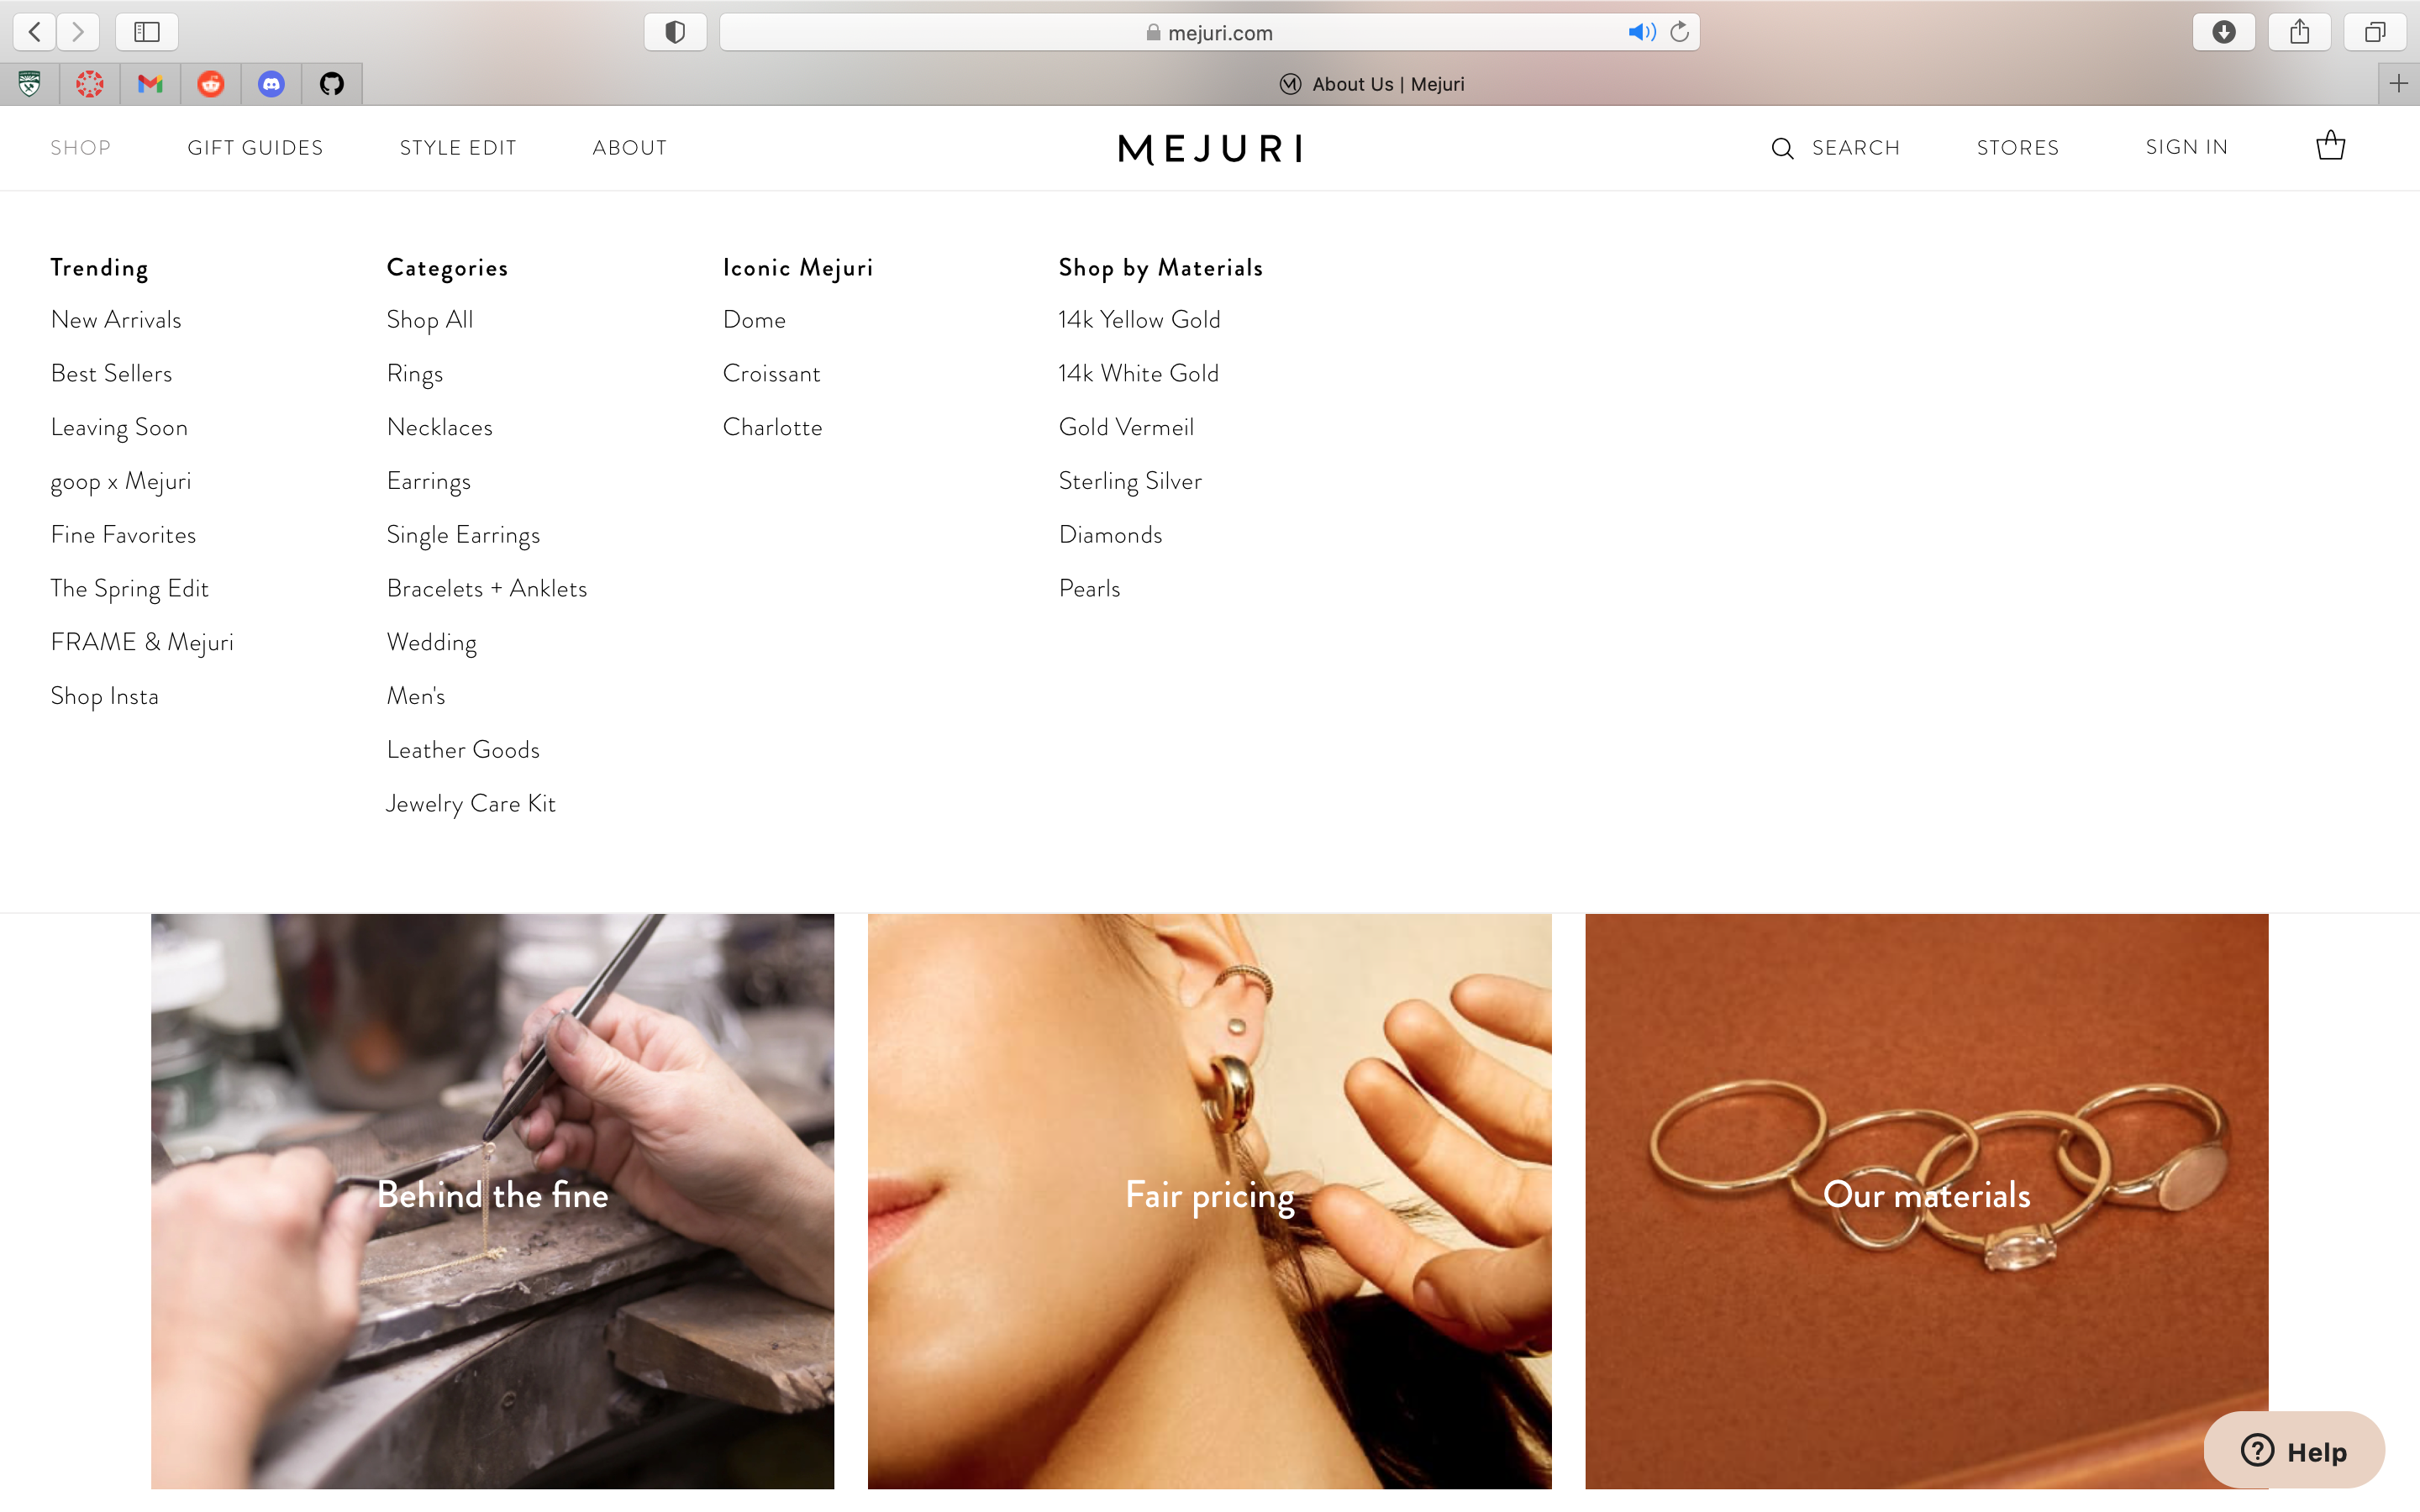 mejuri.com
About Us | Mejuri
SHOP
GIFT GUIDES
STYLE EDIT
ABOUT
MEJURI
SEARCH
STORES
SIGN IN
Trending
New Arrivals
Best Sellers
Leaving Soon
goop x Mejuri
Fine Favorites
The Spring Edit
FRAME & Mejuri
Shop Insta
Categories
Shop All
Rings
Necklaces
Earrings
Single Earrings
Bracelets + Anklets
Wedding
Men's
Leather Goods
Jewelry Care Kit
Iconic Mejuri
Dome
Croissant
Charlotte
Shop by Materials
14k Yellow Gold
14k White Gold
Gold Vermeil
Sterling Silver
Diamonds
Pearls
Behind the fine
Fair pricing
Our materials
Help